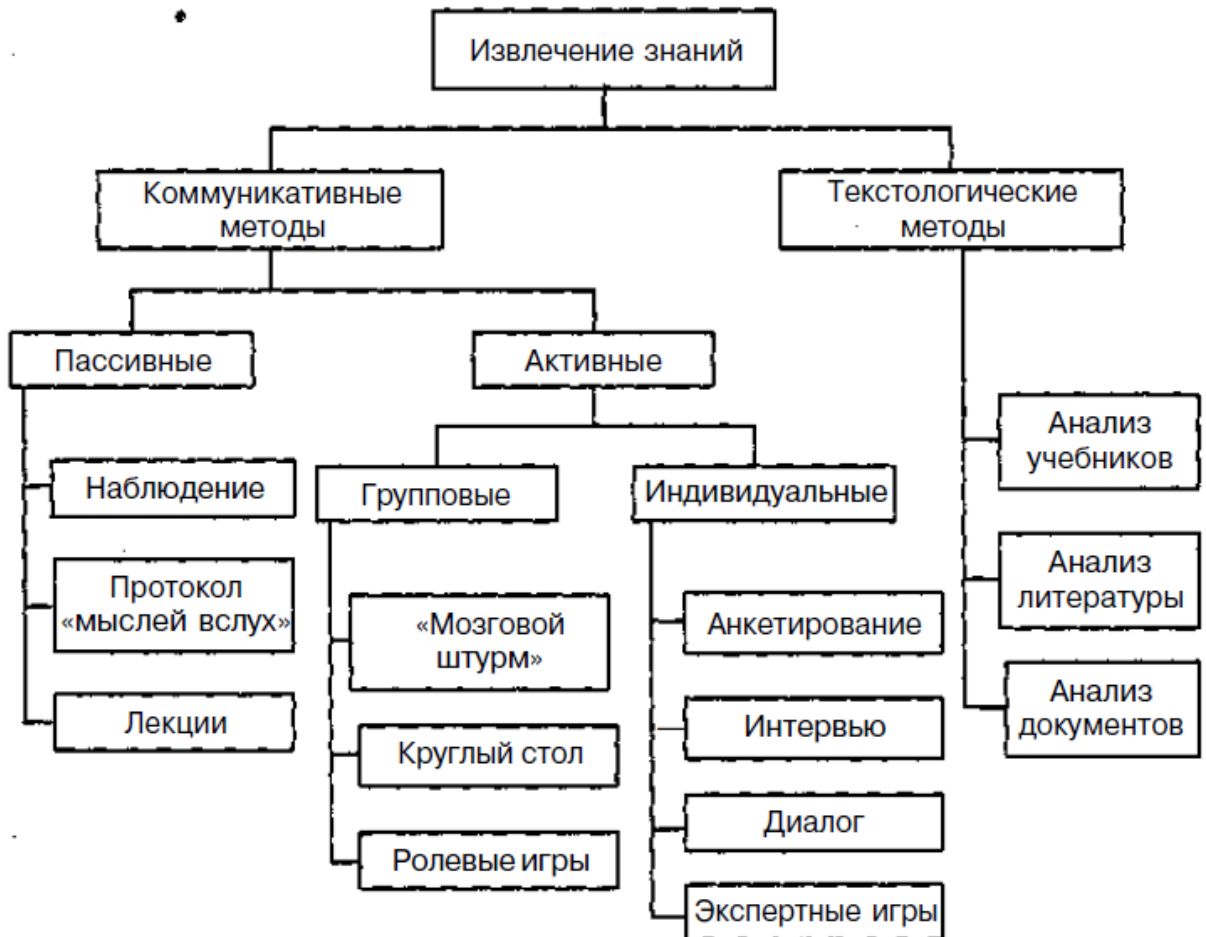 Извлечение знаний
Коммуникативные
методы
Текстологические
методы
Пассивные
Активные
Наблюдение
Протокол
«мыслей вслух»
Лекции
Групповые
«Мозговой
штурм»
Круглый стол
Ролевые игры
Индивидуальные
Анкетирование
Интервью
Диалог
Экспертные игры
Анализ
учебников
Анализ
литературы
Анализ
документов